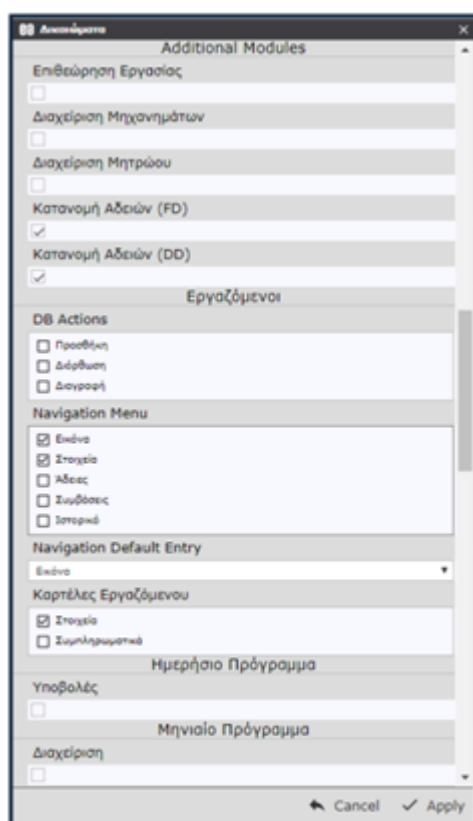 Δικαιώματα
Additional Modules
Επιθεώρηση Εργασίας
Διαχείριση Μηχανημάτων
Διαχείριση Μητρώου
Κατανομή Αδειών (FD)
Κατανομή Αδειών (DD)
Εργαζόμενοι
DB Actions
Προσθήκη
Διόρθωση
Διαγραφή
Navigation Menu
Εικόνα
Στοιχεία
Άδειες
Συμβάσεις
Ιστορικό
Navigation Default Entry
Εικόνα
Καρτέλες Εργαζόμενου
Στοιχεία
Συμπληρωματικά
Ημερήσιο Πρόγραμμα
Υποβολές
Μηνιαίο Πρόγραμμα
Διαχείριση
Cancel Apply